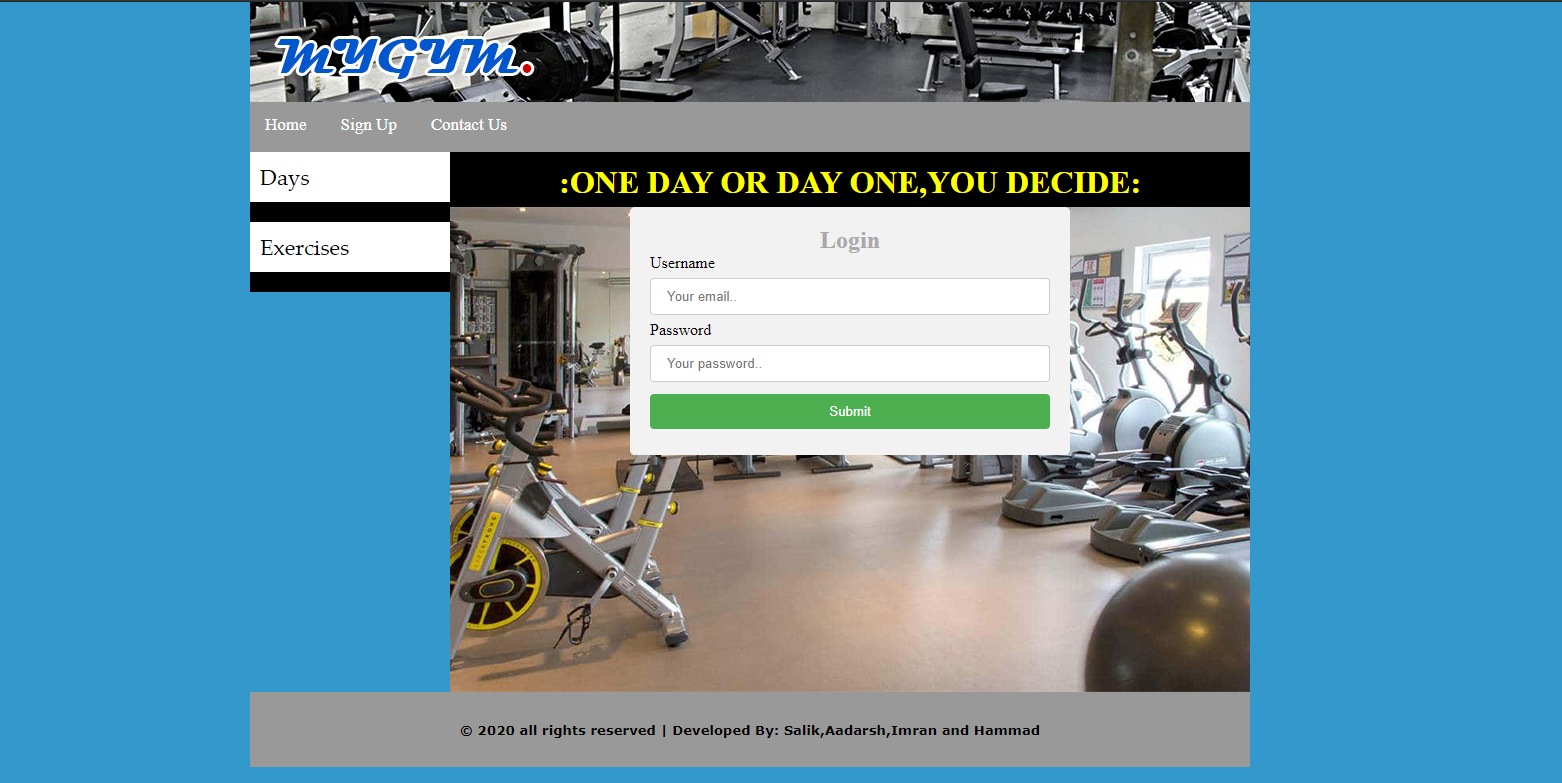 MYGYM.
Home Sign Up Contact Us
Days
Exercises
:ONE DAY OR DAY ONE,YOU DECIDE:
Login
Username
Your email..
Password
Your password..
Submit
© 2020 all rights reserved | Developed By: Salik,Aadarsh,Imran and Hammad